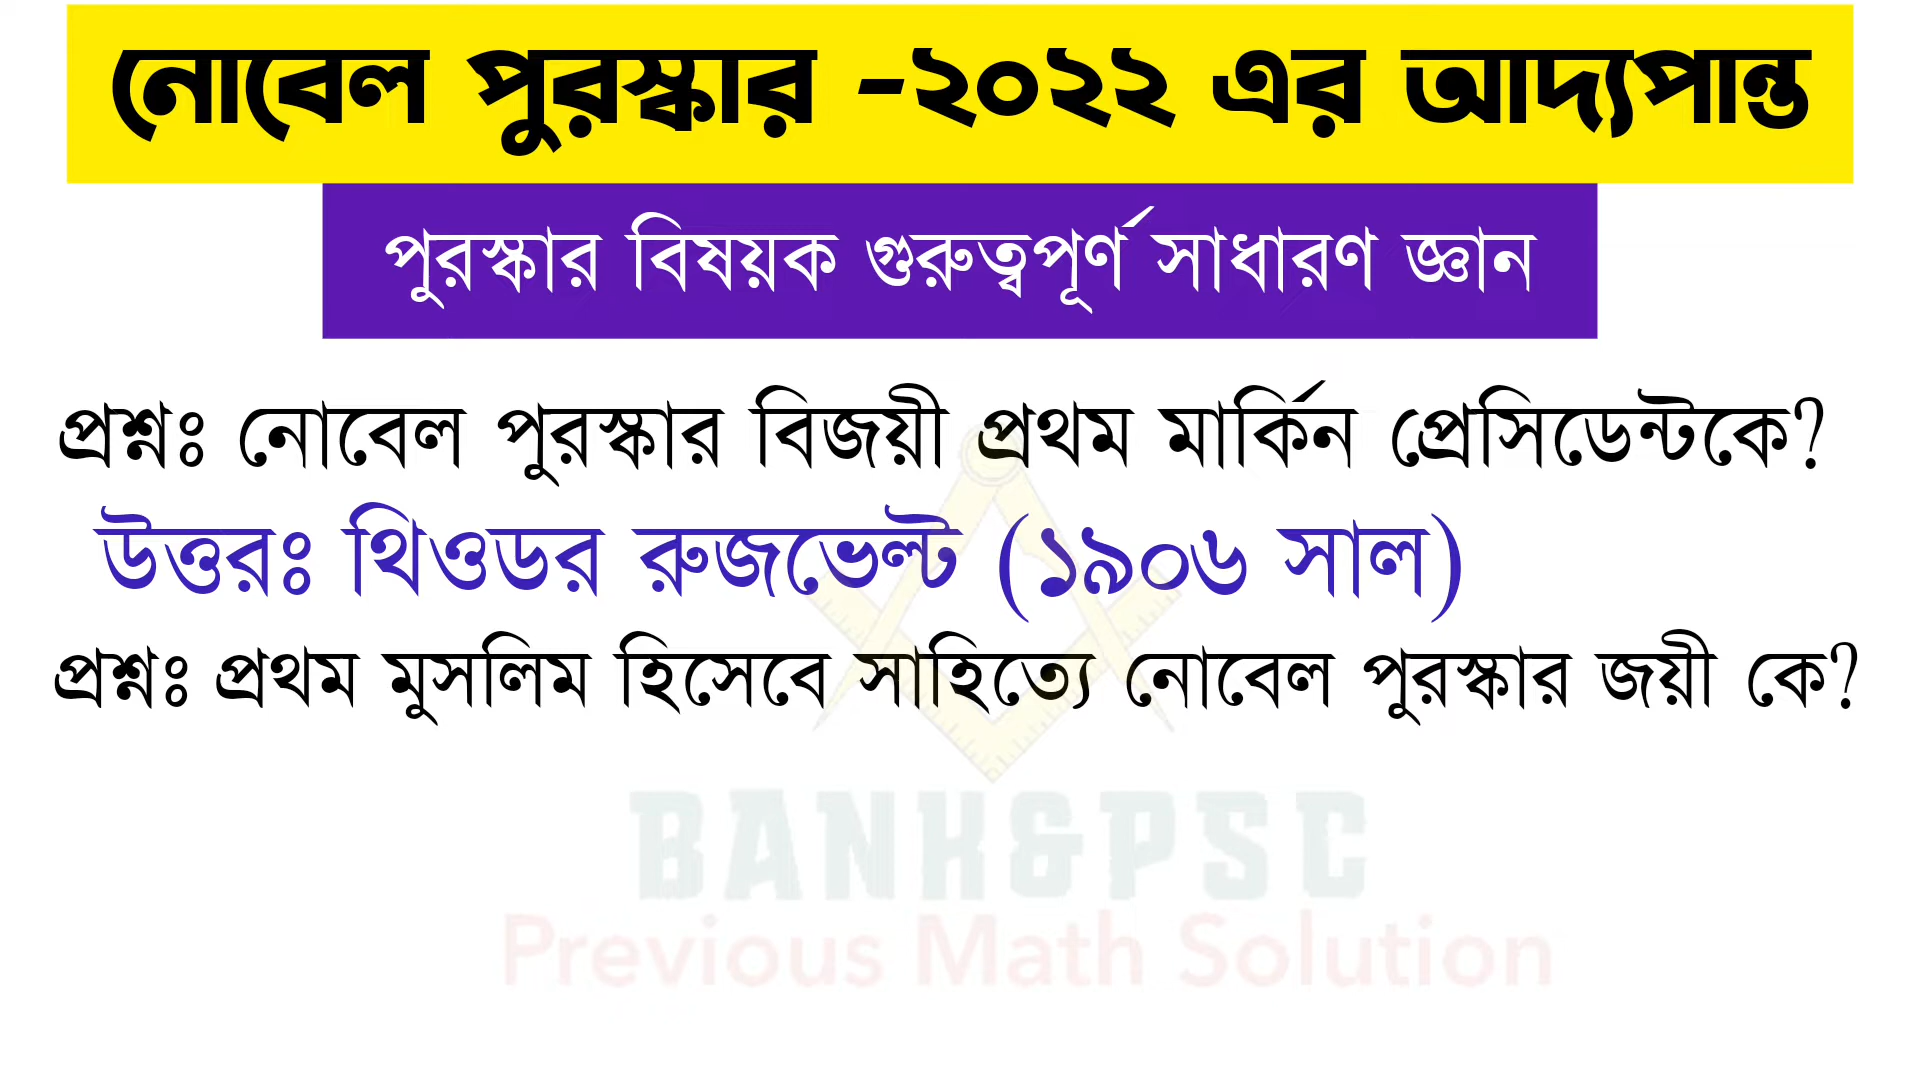 নোবেল পুরস্কার -২০২২ এর আদ্যপান্ত
পুরস্কার বিষয়ক গুরুত্বপূর্ণ সাধারণ জ্ঞান
প্রশ্নঃ নোবেল পুরস্কার বিজয়ী প্রথম মার্কিন প্রেসিডেন্টকে?
উত্তরঃ থিওডর রুজভেল্ট (১৯০৬ সাল)
প্রশ্নঃ প্রথম মুসলিম হিসেবে সাহিত্যে নোবেল পুরস্কার জয়ী কে?
BANK&PSC
Previous Math Solution